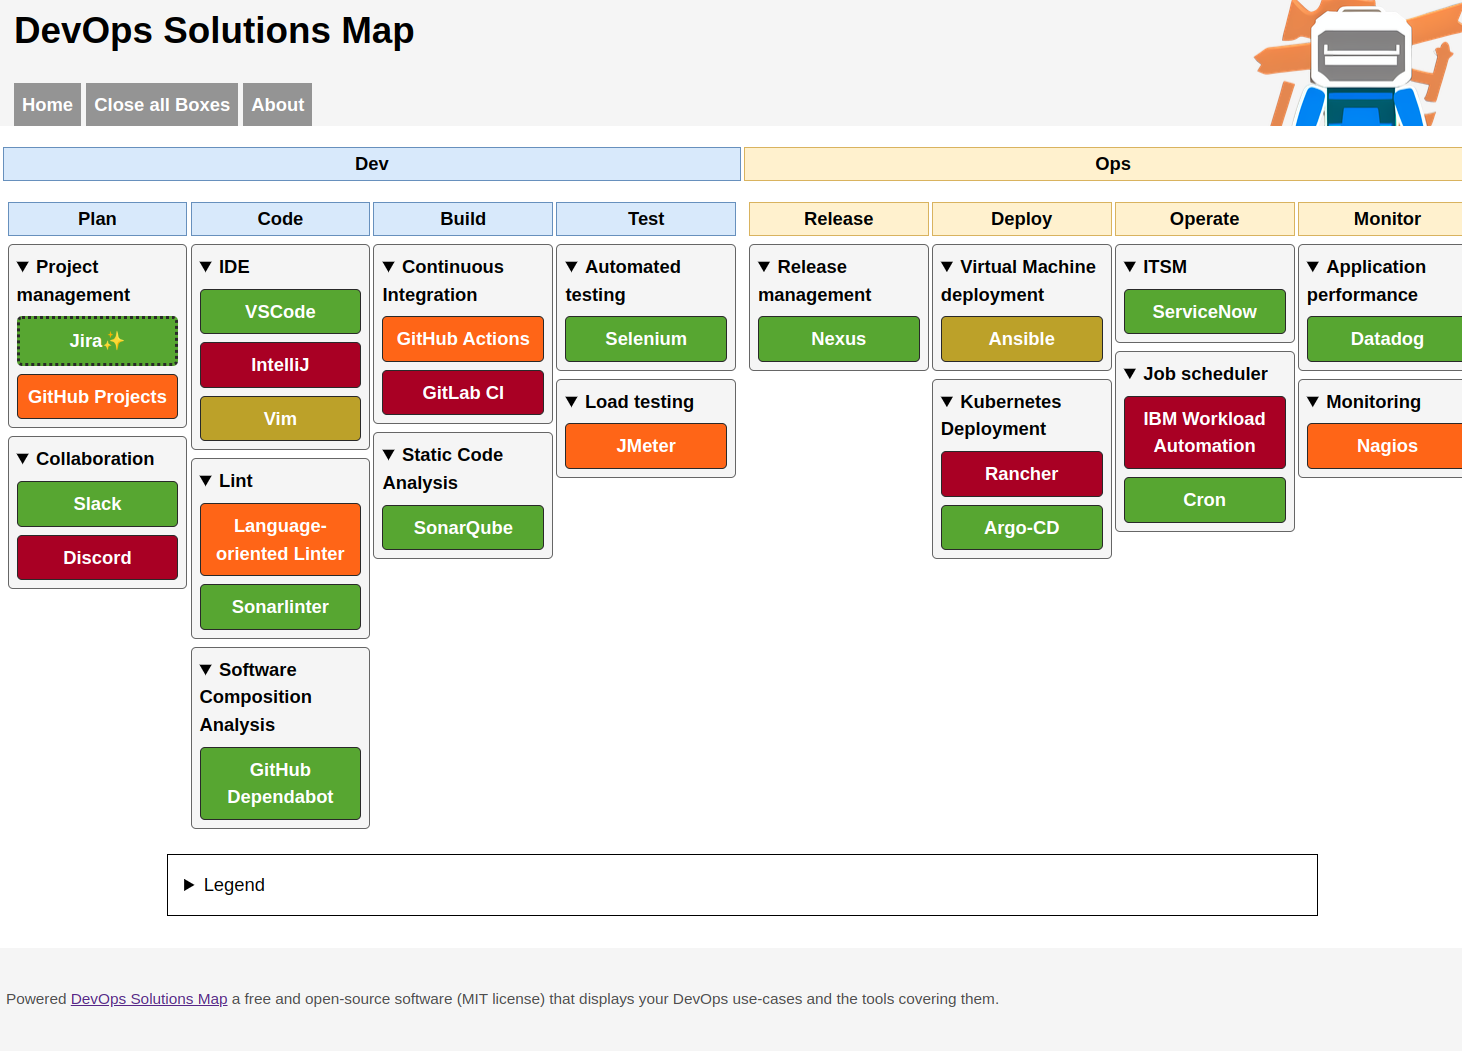 DevOps Solutions Map
Home
Close all Boxes
About
Dev
Ops
Plan
Code
Build
Test
Release
Deploy
Operate
Monitor
Project
management
Jira✨
GitHub Projects
Collaboration
Slack
Discord
IDE
VSCode
IntelliJ
Vim
Lint
Language-
oriented Linter
Sonarlinter
Software
Composition
Analysis
GitHub
Dependabot
Continuous
Integration
GitHub Actions
GitLab CI
Static Code
Analysis
SonarQube
Automated
testing
Selenium
Load testing
JMeter
Release
management
Nexus
Virtual Machine
deployment
Ansible
Kubernetes
Deployment
Rancher
Argo-CD
ITSM
ServiceNow
Job scheduler
IBM Workload
Automation
Cron
Application
performance
Datadog
Monitoring
Nagios
Legend
Powered DevOps Solutions Map a free and open-source software (MIT license) that displays your DevOps use-cases and the tools covering them.